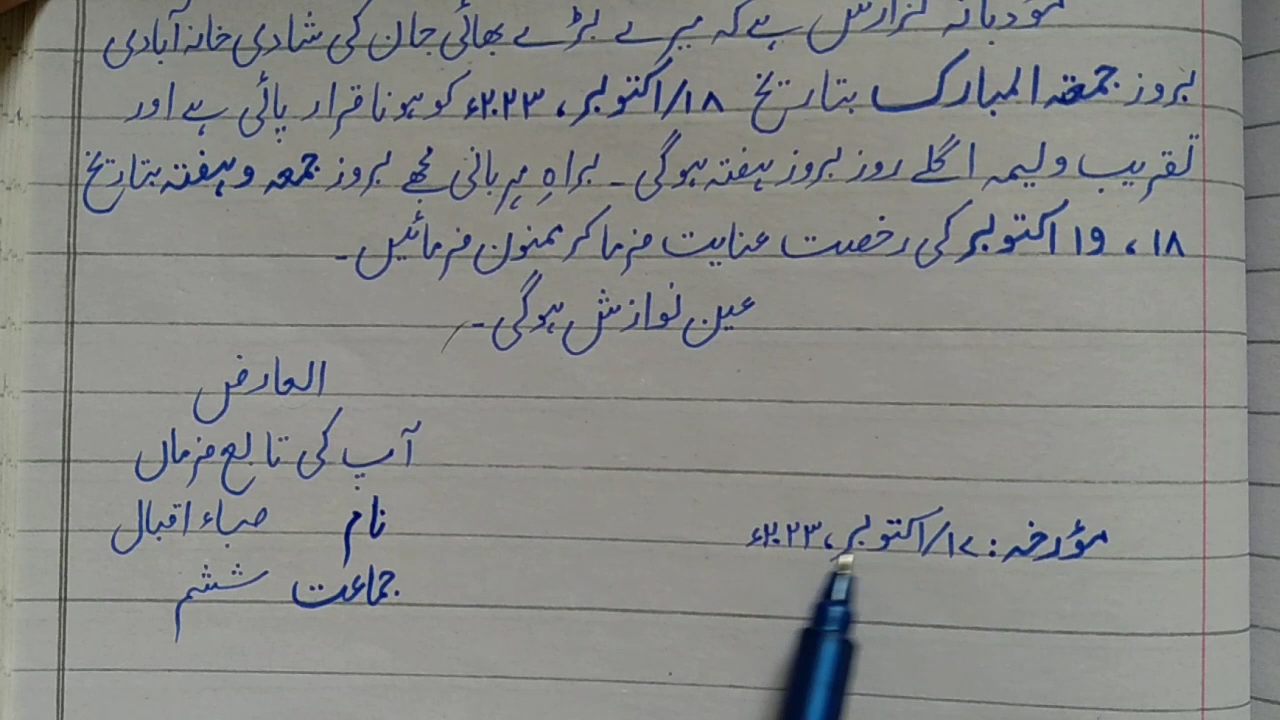 مؤدبانہ گزارش ہے کہ میرے بڑے بھائی جان کی شادی خانہ آبادی
بروز جمعۃ المبارک بتاریخ ۱۸/اکتوبر، ۲۰۲۳ء کو ہونا قرار پائی ہے اور
تقریب ولیمہ اگلے روز بروز ہفتہ ہوگی۔ براہِ مہربانی مجھے بروز جمعہ و ہفتہ بتاریخ
۱۸، ۱۹ اکتوبر کی رخصت عنایت فرما کر ممنون فرمائیں۔
عین نوازش ہوگی۔
العارض
آپ کی تابع فرماں
نام صباء اقبال
مؤرخہ: ۱۷/اکتوبر، ۲۰۲۳ء
جماعت ششم